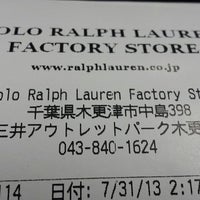 OLO RALPH LAUREN
FACTORY STORE
www.ralphlauren.co.jp
olo Ralph Lauren Factory Sto
千葉県木更津市中島398
三井アウトレットパーク木更
043-840-1624
114 日付: 7/31/13 2:17